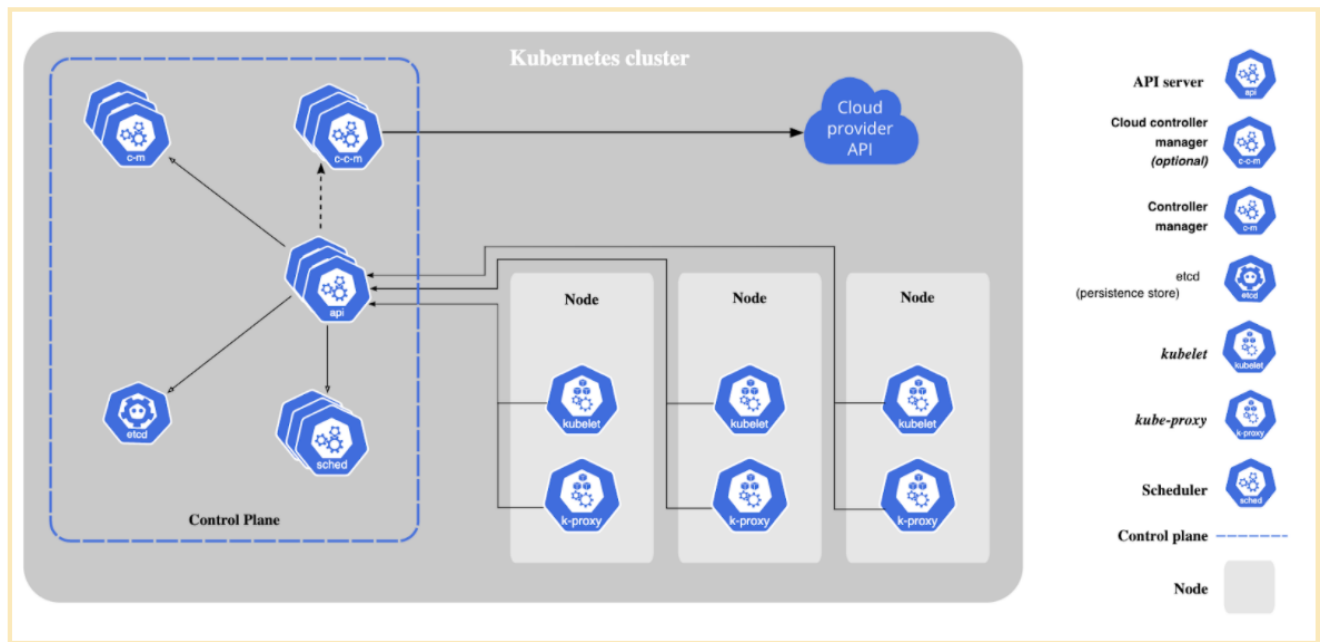 Kubernetes cluster
c-m
c-c-m
Cloud
provider
API
api
etcd
sched
Control Plane
Node
kubelet
k-proxy
Node
kubelet
k-proxy
Node
kubelet
k-proxy
API server
api
Cloud controller
manager
(optional)
c-c-m
Controller
manager
c-m
etcd
(persistence store)
etcd
kubelet
kubelet
kube-proxy
k-proxy
Scheduler
sched
Control plane
Node